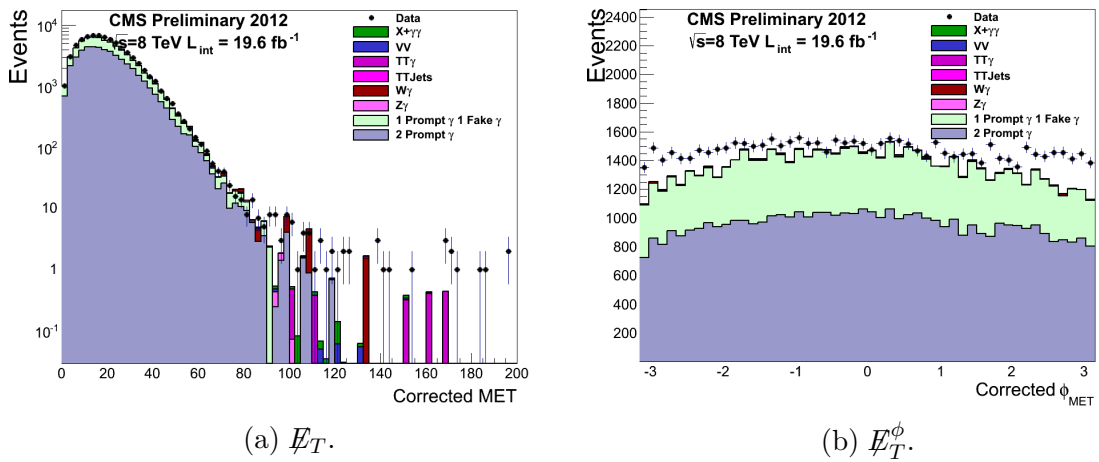 Events
10⁴
10³
10²
10
1
10⁻¹
CMS Preliminary 2012
√s=8 TeV L int = 19.6 fb⁻¹
Data
X+γγ
VV
TTγ
TTJets
Wγ
Zγ
1 Prompt γ 1 Fake γ
2 Prompt γ
0 20 40 60 80 100 120 140 160 180 200
Corrected MET
(a) E̸_T.
Events
2400
2200
2000
1800
1600
1400
1200
1000
800
600
400
200
CMS Preliminary 2012
√s=8 TeV L int = 19.6 fb⁻¹
Data
X+γγ
VV
TTγ
TTJets
Wγ
Zγ
1 Prompt γ 1 Fake γ
2 Prompt γ
-3 -2 -1 0 1 2 3
Corrected ϕ_MET
(b) E̸_T^ϕ.